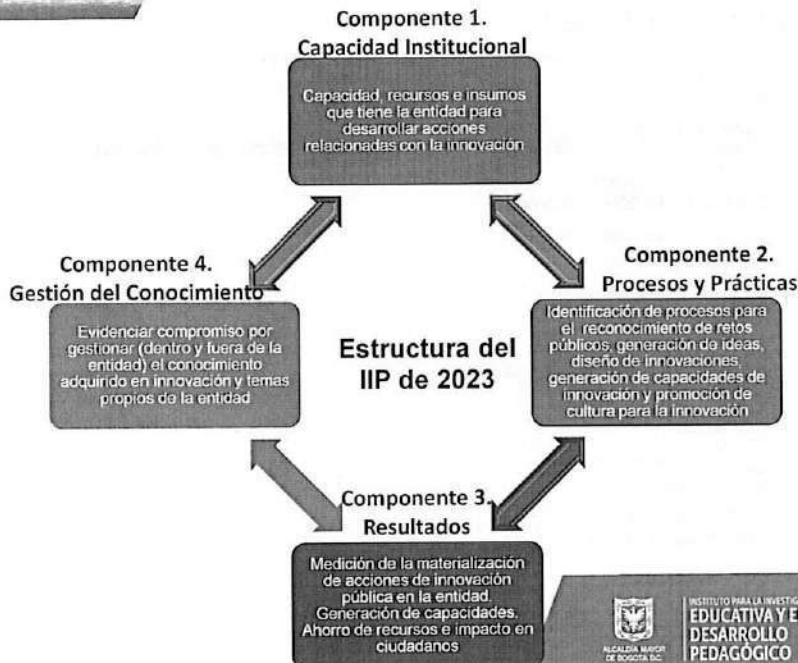 Componente 1.
Capacidad Institucional
Capacidad, recursos e insumos
que tiene la entidad para
desarrollar acciones
relacionadas con la innovación
Componente 4.
Gestión del Conocimiento
Evidenciar compromiso por
gestionar (dentro y fuera de la
entidad) el conocimiento
adquirido en innovación y temas
propios de la entidad
Estructura del
IIP de 2023
Componente 2.
Procesos y Prácticas
Identificación de procesos para
el reconocimiento de retos
públicos, generación de ideas,
diseño de innovaciones,
generación de capacidades de
innovación y promoción de
cultura para la innovación
Componente 3.
Resultados
Medición de la materialización
de acciones de innovación
pública en la entidad.
Generación de capacidades.
Ahorro de recursos e impacto en
ciudadanos
ALCALDÍA MAYOR
DE BOGOTÁ D.C.
INSTITUTO PARA LA
EDUCATIVA Y E
DESARROLLO
PEDAGÓGICO